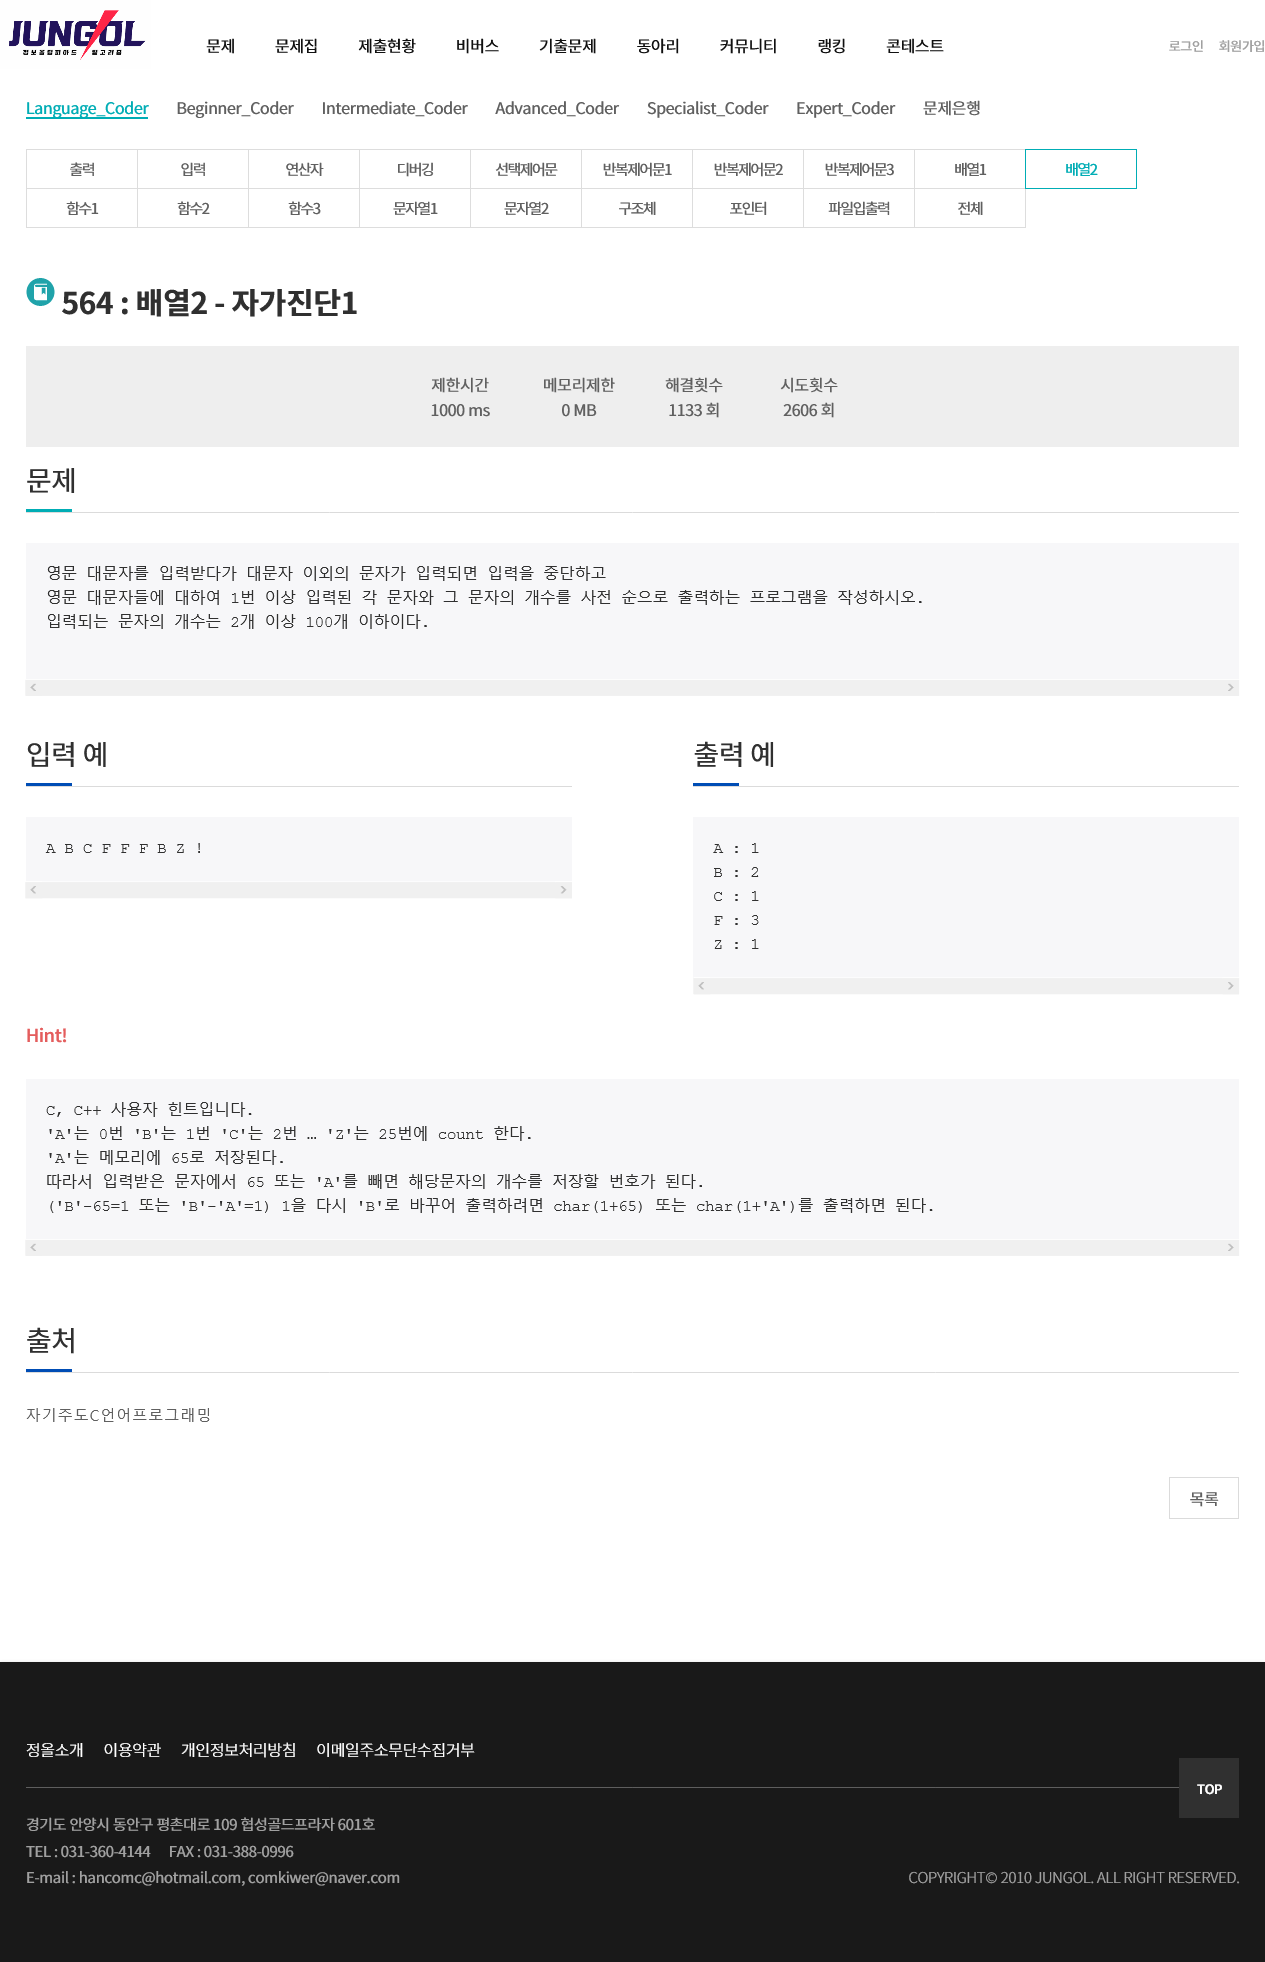 JUNGOL
정보올림피아드 알고리즘
문제 문제집 제출현황 비버스 기출문제 동아리 커뮤니티 랭킹 콘테스트 로그인 회원가입
Language_Coder Beginner_Coder Intermediate_Coder Advanced_Coder Specialist_Coder Expert_Coder 문제은행
출력 입력 연산자 디버깅 선택제어문 반복제어문1 반복제어문2 반복제어문3 배열1 배열2
함수1 함수2 함수3 문자열1 문자열2 구조체 포인터 파일입출력 전체
564 : 배열2 - 자가진단1
제한시간 메모리제한 해결횟수 시도횟수
1000 ms 0 MB 1133 회 2606 회
문제
영문 대문자를 입력받다가 대문자 이외의 문자가 입력되면 입력을 중단하고
영문 대문자들에 대하여 1번 이상 입력된 각 문자와 그 문자의 개수를 사전 순으로 출력하는 프로그램을 작성하시오.
입력되는 문자의 개수는 2개 이상 100개 이하이다.
입력 예
A B C F F F B Z !
출력 예
A : 1
B : 2
C : 1
F : 3
Z : 1
Hint!
C, C++ 사용자 힌트입니다.
'A'는 0번 'B'는 1번 'C'는 2번 … 'Z'는 25번에 count 한다.
'A'는 메모리에 65로 저장된다.
따라서 입력받은 문자에서 65 또는 'A'를 빼면 해당문자의 개수를 저장할 번호가 된다.
('B'-65=1 또는 'B'-'A'=1) 1을 다시 'B'로 바꾸어 출력하려면 char(1+65) 또는 char(1+'A')를 출력하면 된다.
출처
자기주도C언어프로그래밍
목록
정올소개 이용약관 개인정보처리방침 이메일주소무단수집거부
TOP
경기도 안양시 동안구 평촌대로 109 협성골드프라자 601호
TEL : 031-360-4144 FAX : 031-388-0996
E-mail : hancomc@hotmail.com, comkiwer@naver.com
COPYRIGHT© 2010 JUNGOL. ALL RIGHT RESERVED.